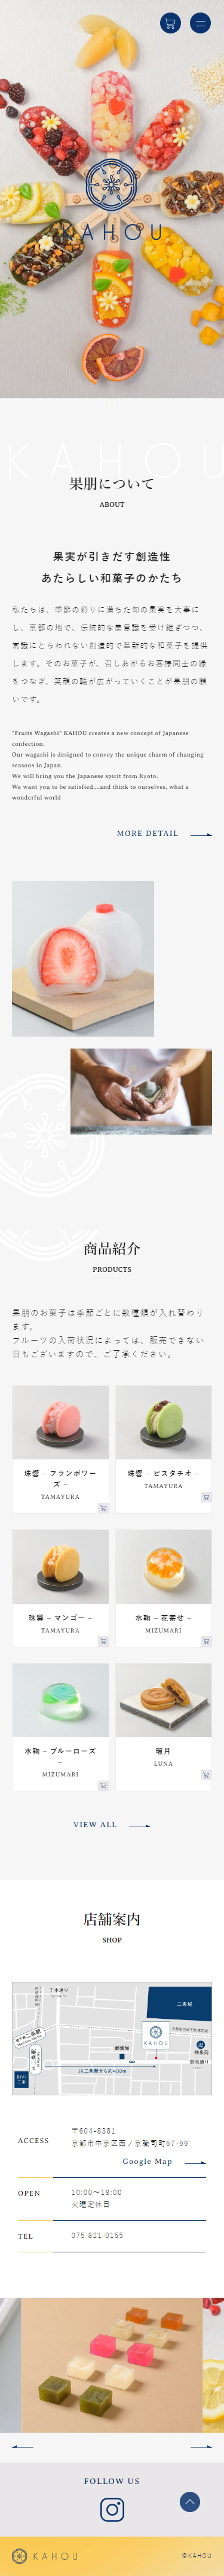 KAHOU
KAHOU
果朋について
ABOUT
果実が引きだす創造性
あたらしい和菓子のかたち
私たちは、季節の彩りに満ちた旬の果実を大事に
し、京都の地で、伝統的な美意識を受け継ぎつつ、
常識にとらわれない創造的で革新的な和菓子を提供
します。そのお菓子が、召しあがるお客様同士の縁
をつなぎ、笑顔の輪が広がっていくことが果朋の願
いです。
"Fruits Wagashi" KAHOU creates a new concept of Japanese
confection.
Our wagashi is designed to convey the unique charm of changing
seasons in Japan.
We will bring you the Japanese spirit from Kyoto.
We want you to be satisfied,...and think to ourselves, what a
wonderful world
MORE DETAIL
商品紹介
PRODUCTS
果朋のお菓子は季節ごとに数種類が入れ替わり
ます。
フルーツの入荷状況によっては、販売できない
日もございますので、ご了承ください。
珠響 – フランボワー
ズ –
TAMAYURA
珠響 – ピスタチオ –
TAMAYURA
珠響 – マンゴー –
TAMAYURA
水鞠 – 花寄せ –
MIZUMARI
水鞠 – ブルーローズ
–
MIZUMARI
瑠月
LUNA
VIEW ALL
店舗案内
SHOP
千本通り
二条城
KAHOU
郵便局
神泉苑
御池通り
JR二条駅から約400m
BiVi
二条
ACCESS
〒604-8381
京都市中京区西ノ京職司町67-99
Google Map
OPEN
10:00〜18:00
火曜定休日
TEL
075 821 0155
FOLLOW US
KAHOU
©KAHOU